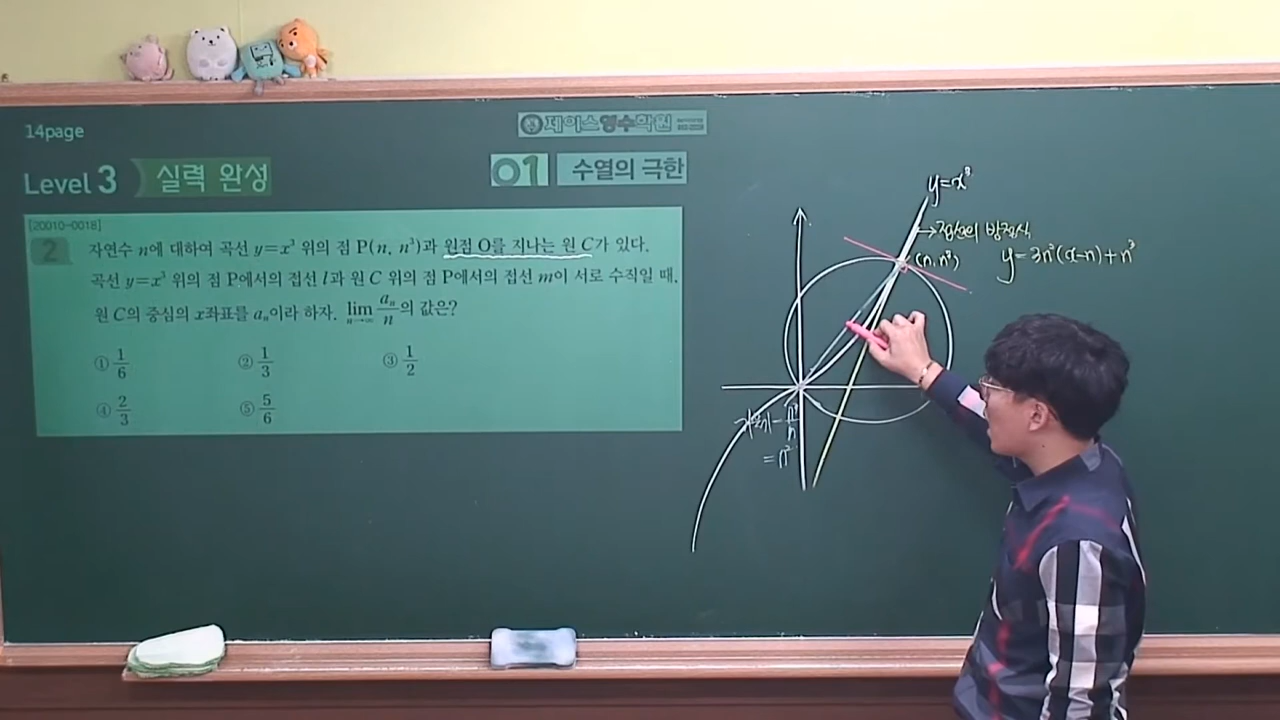 14page
제이스영수학원
Level 3 실력 완성
01 수열의 극한
[20010-0018]
2 자연수 n에 대하여 곡선 y=x³ 위의 점 P(n, n³)과 원점 O를 지나는 원 C가 있다.
곡선 y=x³ 위의 점 P에서의 접선 l과 원 C 위의 점 P에서의 접선 m이 서로 수직일 때,
원 C의 중심의 x좌표를 aₙ이라 하자. lim n→∞ aₙ/n의 값은?
① 1/6 ② 1/3 ③ 1/2
④ 2/3 ⑤ 5/6
y=x³
→접선의 방정식
(n, n³)
y=3n²(x-n)+n³
기울기 = n³/n
= n²